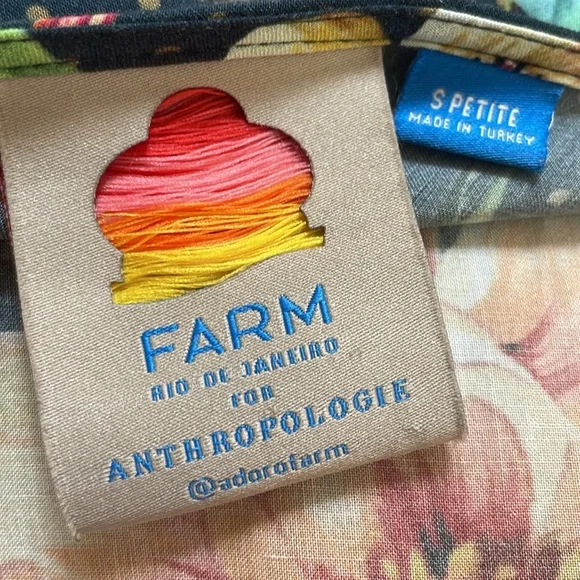 S PETITE
MADE IN TURKEY
FARM
RIO DE JANEIRO
FOR
ANTHROPOLOGIE
@adorofarm